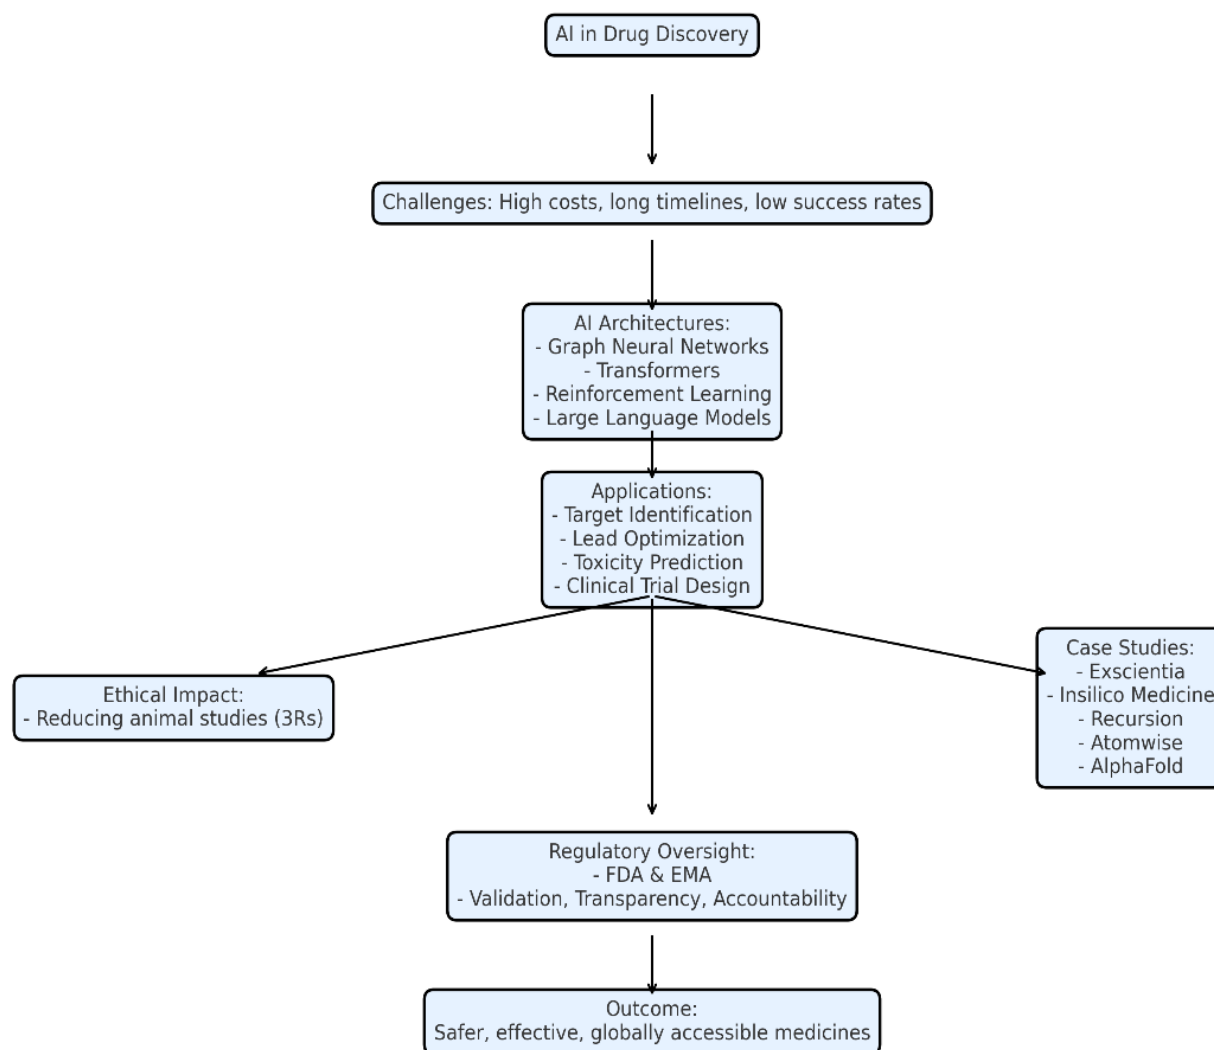 AI in Drug Discovery
Challenges: High costs, long timelines, low success rates
AI Architectures:
- Graph Neural Networks
- Transformers
- Reinforcement Learning
- Large Language Models
Applications:
- Target Identification
- Lead Optimization
- Toxicity Prediction
- Clinical Trial Design
Ethical Impact:
- Reducing animal studies (3Rs)
Case Studies:
- Exscientia
- Insilico Medicine
- Recursion
- Atomwise
- AlphaFold
Regulatory Oversight:
- FDA & EMA
- Validation, Transparency, Accountability
Outcome:
Safer, effective, globally accessible medicines